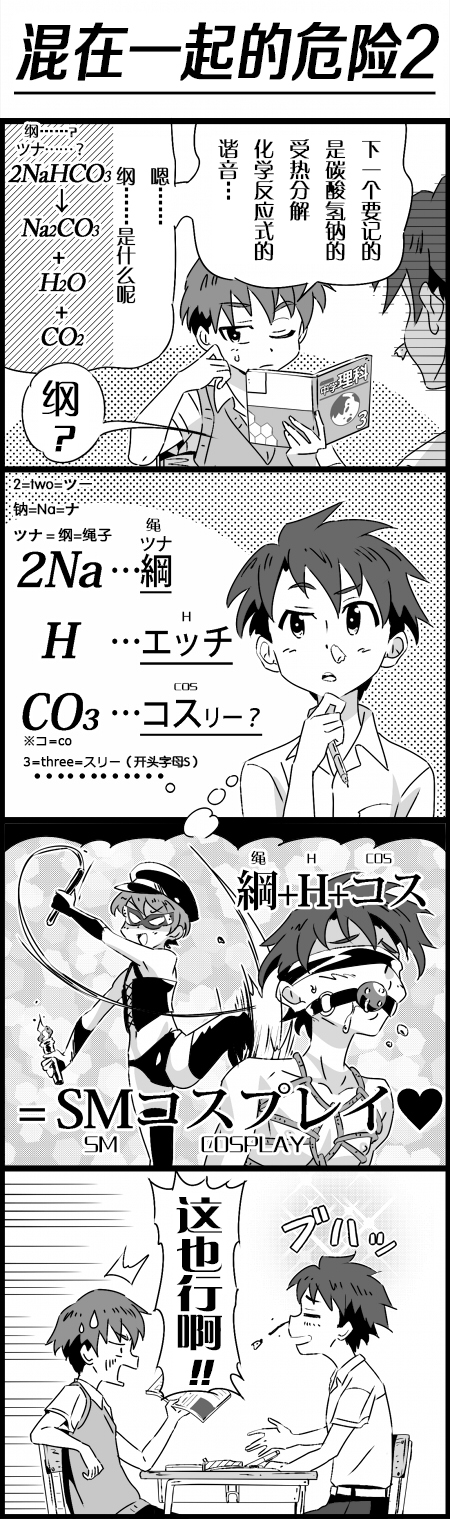 混在一起的危险2
下一个要记的
是碳酸氢钠的
受热分解
化学反应式的
谐音…
嗯……
纲……是什么呢
纲……?
ツナ……?
2NaHCO3
↓
Na2CO3
+
H2O
+
CO2
纲?
中学理科
3
2=two=ツー
钠=Na=ナ
ツナ=纲=绳子
绳
ツナ
2Na…綱
H
H…エッチ
COS
CO3…コスリー?
※コ=co
3=three=スリー(开头字母S)
绳 H COS
綱+H+コス
=SMコスプレイ♥
SM COSPLAY
这也行啊!!
ブハッ